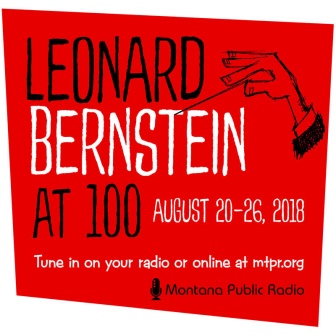 LEONARD
BERNSTEIN
AT 100
AUGUST 20-26, 2018
Tune in on your radio or online at mtpr.org
Montana Public Radio